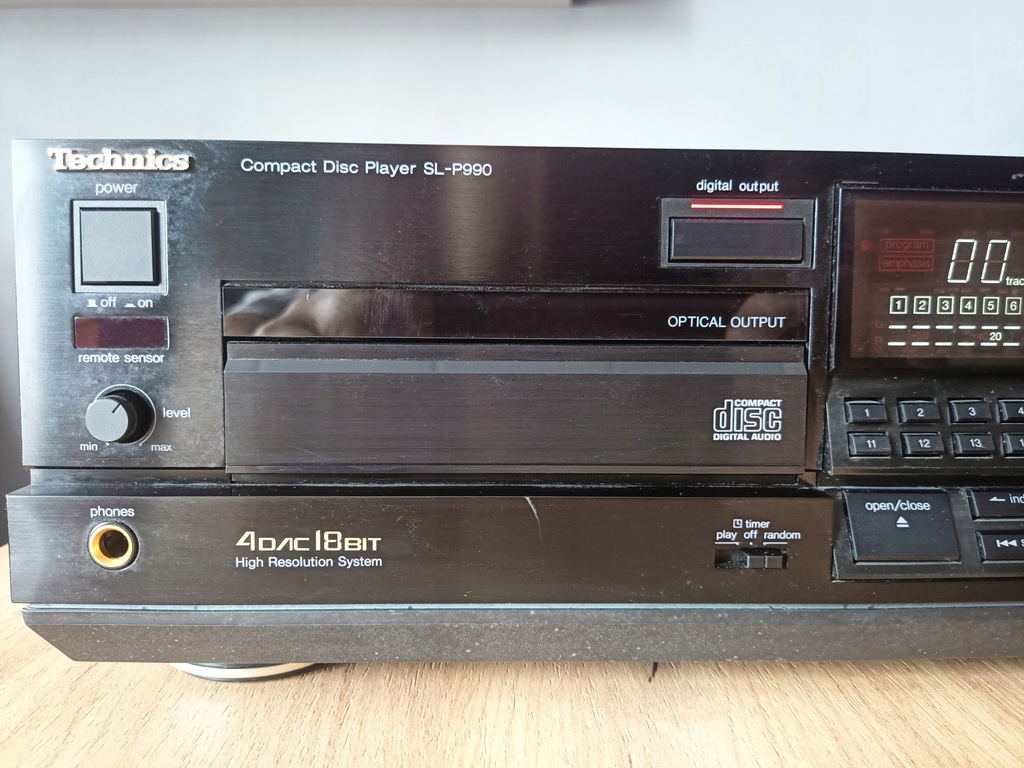 Technics
Compact Disc Player SL-P990
power
off on
remote sensor
level
min max
phones
4DAC 18BIT
High Resolution System
digital output
OPTICAL OUTPUT
COMPACT
disc
DIGITAL AUDIO
timer
play off random
program
emphasis
00
1 2 3 4 5 6
20
1 2 3 4
11 12 13
open/close